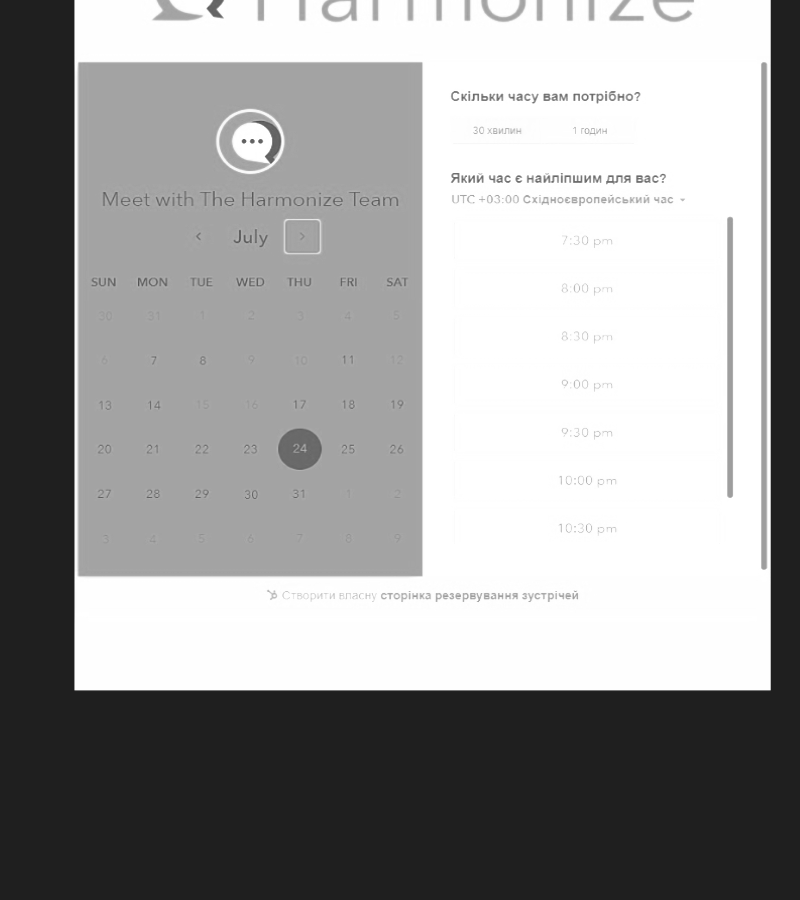 Harmonize
Meet with The Harmonize Team
July
SUN MON TUE WED THU FRI SAT
30 31 1 2 3 4 5
6 7 8 9 10 11 12
13 14 15 16 17 18 19
20 21 22 23 24 25 26
27 28 29 30 31 1 2
3 4 5 6 7 8 9
Скільки часу вам потрібно?
30 хвилин 1 годин
Який час є найліпшим для вас?
UTC +03:00 Східноєвропейський час
7:30 pm
8:00 pm
8:30 pm
9:00 pm
9:30 pm
10:00 pm
10:30 pm
Створити власну сторінка резервування зустрічей